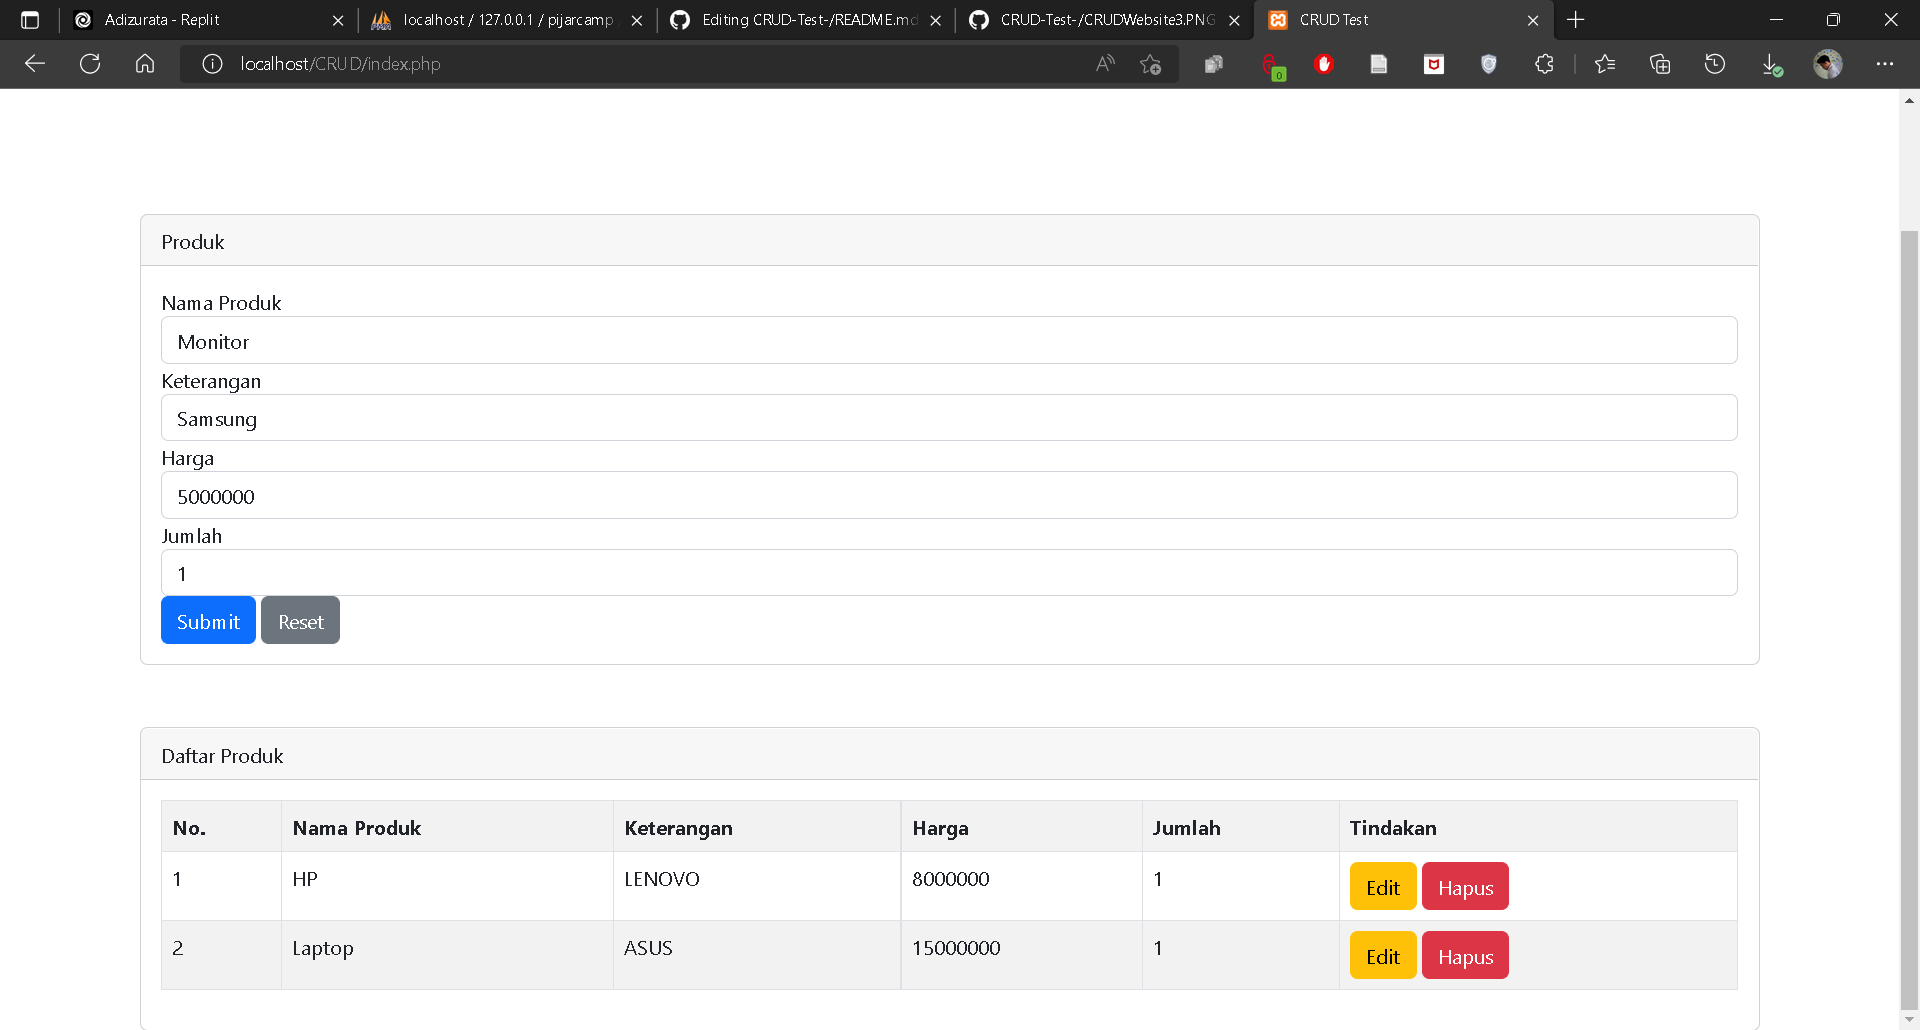 Adizurata - Replit
localhost / 127.0.0.1 / pijarcamp
Editing CRUD-Test-/README.md
CRUD-Test-/CRUDWebsite3.PNG
CRUD Test
localhost/CRUD/index.php
0
Produk
Nama Produk
Monitor
Keterangan
Samsung
Harga
5000000
Jumlah
1
Submit Reset
Daftar Produk
No. Nama Produk Keterangan Harga Jumlah Tindakan
1 HP LENOVO 8000000 1 Edit Hapus
2 Laptop ASUS 15000000 1 Edit Hapus